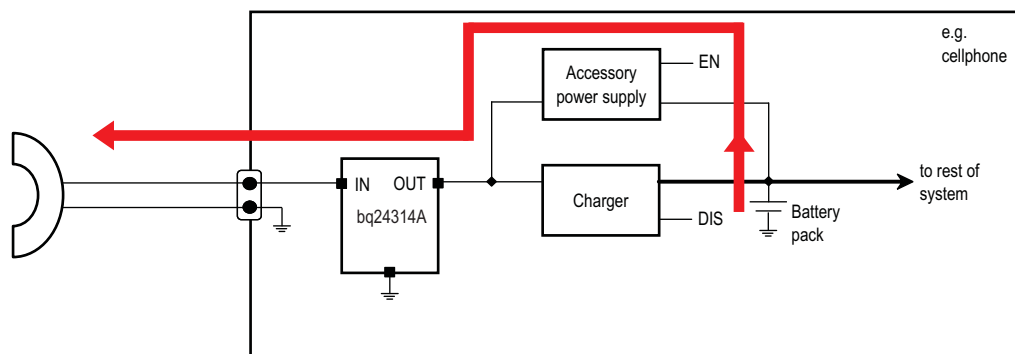 e.g.
cellphone
Accessory
power supply
EN
IN
OUT
bq24314A
Charger
DIS
to rest of
system
Battery
pack